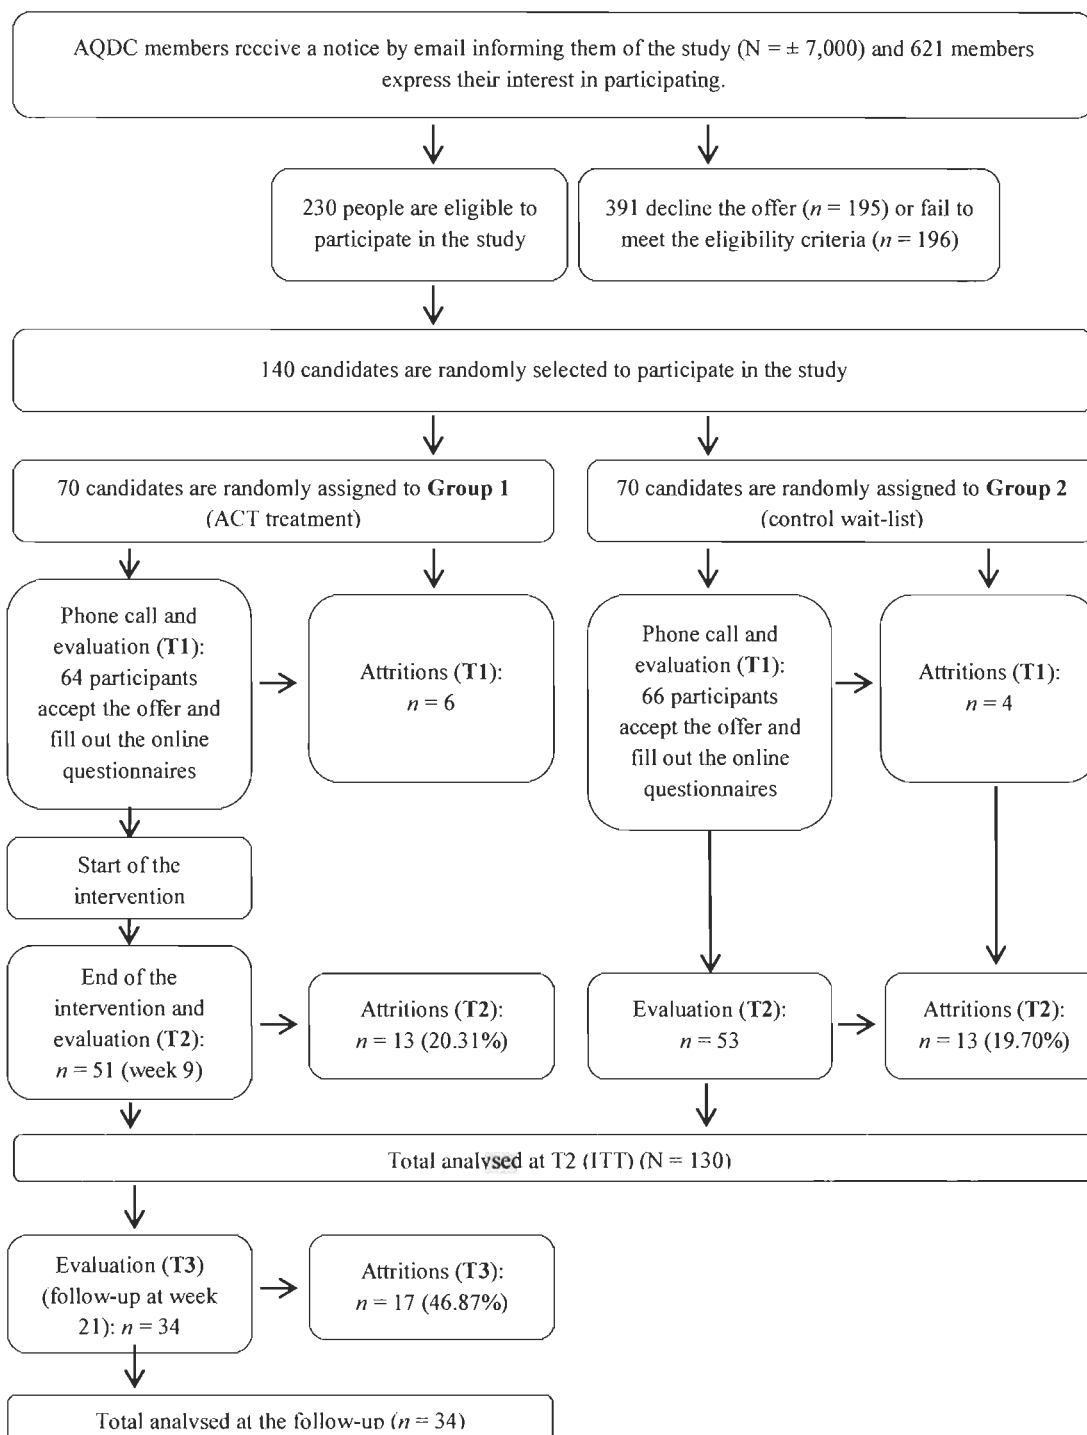 AQDC members receive a notice by email informing them of the study (N = ± 7,000) and 621 members
express their interest in participating.
230 people are eligible to
participate in the study
391 decline the offer (n = 195) or fail to
meet the eligibility criteria (n = 196)
140 candidates are randomly selected to participate in the study
70 candidates are randomly assigned to Group 1
(ACT treatment)
70 candidates are randomly assigned to Group 2
(control wait-list)
Phone call and
evaluation (T1):
64 participants
accept the offer and
fill out the online
questionnaires
Attritions (T1):
n = 6
Phone call and
evaluation (T1):
66 participants
accept the offer and
fill out the online
questionnaires
Attritions (T1):
n = 4
Start of the
intervention
End of the
intervention and
evaluation (T2):
n = 51 (week 9)
Attritions (T2):
n = 13 (20.31%)
Evaluation (T2):
n = 53
Attritions (T2):
n = 13 (19.70%)
Total analysed at T2 (ITT) (N = 130)
Evaluation (T3)
(follow-up at week
21): n = 34
Attritions (T3):
n = 17 (46.87%)
Total analysed at the follow-up (n = 34)